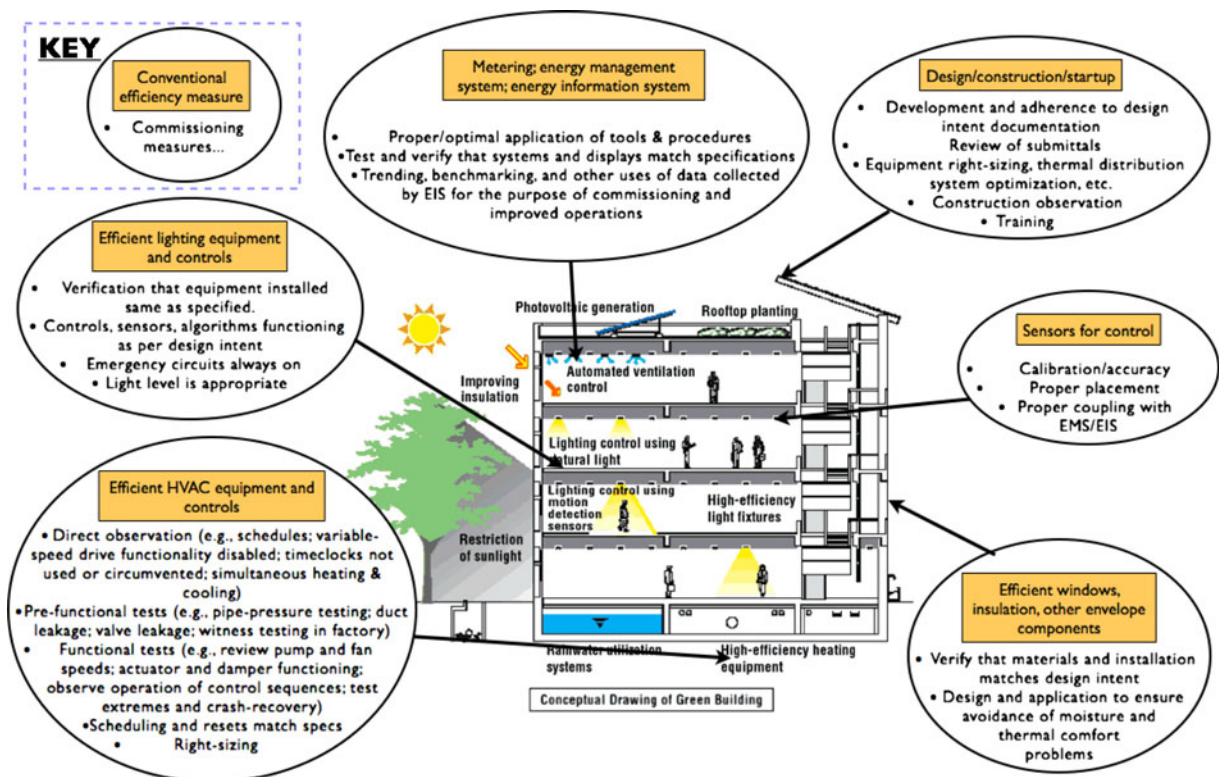 KEY
Conventional
efficiency measure
• Commissioning
measures...
Metering; energy management
system; energy information system
• Proper/optimal application of tools & procedures
•Test and verify that systems and displays match specifications
• Trending, benchmarking, and other uses of data collected
by EIS for the purpose of commissioning and
improved operations
Design/construction/startup
• Development and adherence to design
intent documentation
• Review of submittals
• Equipment right-sizing, thermal distribution
system optimization, etc.
• Construction observation
• Training
Efficient lighting equipment
and controls
• Verification that equipment installed
same as specified.
• Controls, sensors, algorithms functioning
as per design intent
• Emergency circuits always on
• Light level is appropriate
Sensors for control
• Calibration/accuracy
• Proper placement
• Proper coupling with
EMS/EIS
Efficient HVAC equipment and
controls
• Direct observation (e.g., schedules; variable-
speed drive functionality disabled; timeclocks not
used or circumvented; simultaneous heating &
cooling)
•Pre-functional tests (e.g., pipe-pressure testing; duct
leakage; valve leakage; witness testing in factory)
• Functional tests (e.g., review pump and fan
speeds; actuator and damper functioning;
observe operation of control sequences; test
extremes and crash-recovery)
•Scheduling and resets match specs
• Right-sizing
Efficient windows,
insulation, other envelope
components
• Verify that materials and installation
matches design intent
• Design and application to ensure
avoidance of moisture and
thermal comfort
problems
Photovoltaic generation
Rooftop planting
Improving
insulation
Automated ventilation
control
Lighting control using
natural light
Lighting control using
motion
detection
sensors
High-efficiency
light fixtures
Restriction
of sunlight
Rainwater utilization
systems
High-efficiency heating
equipment
Conceptual Drawing of Green Building